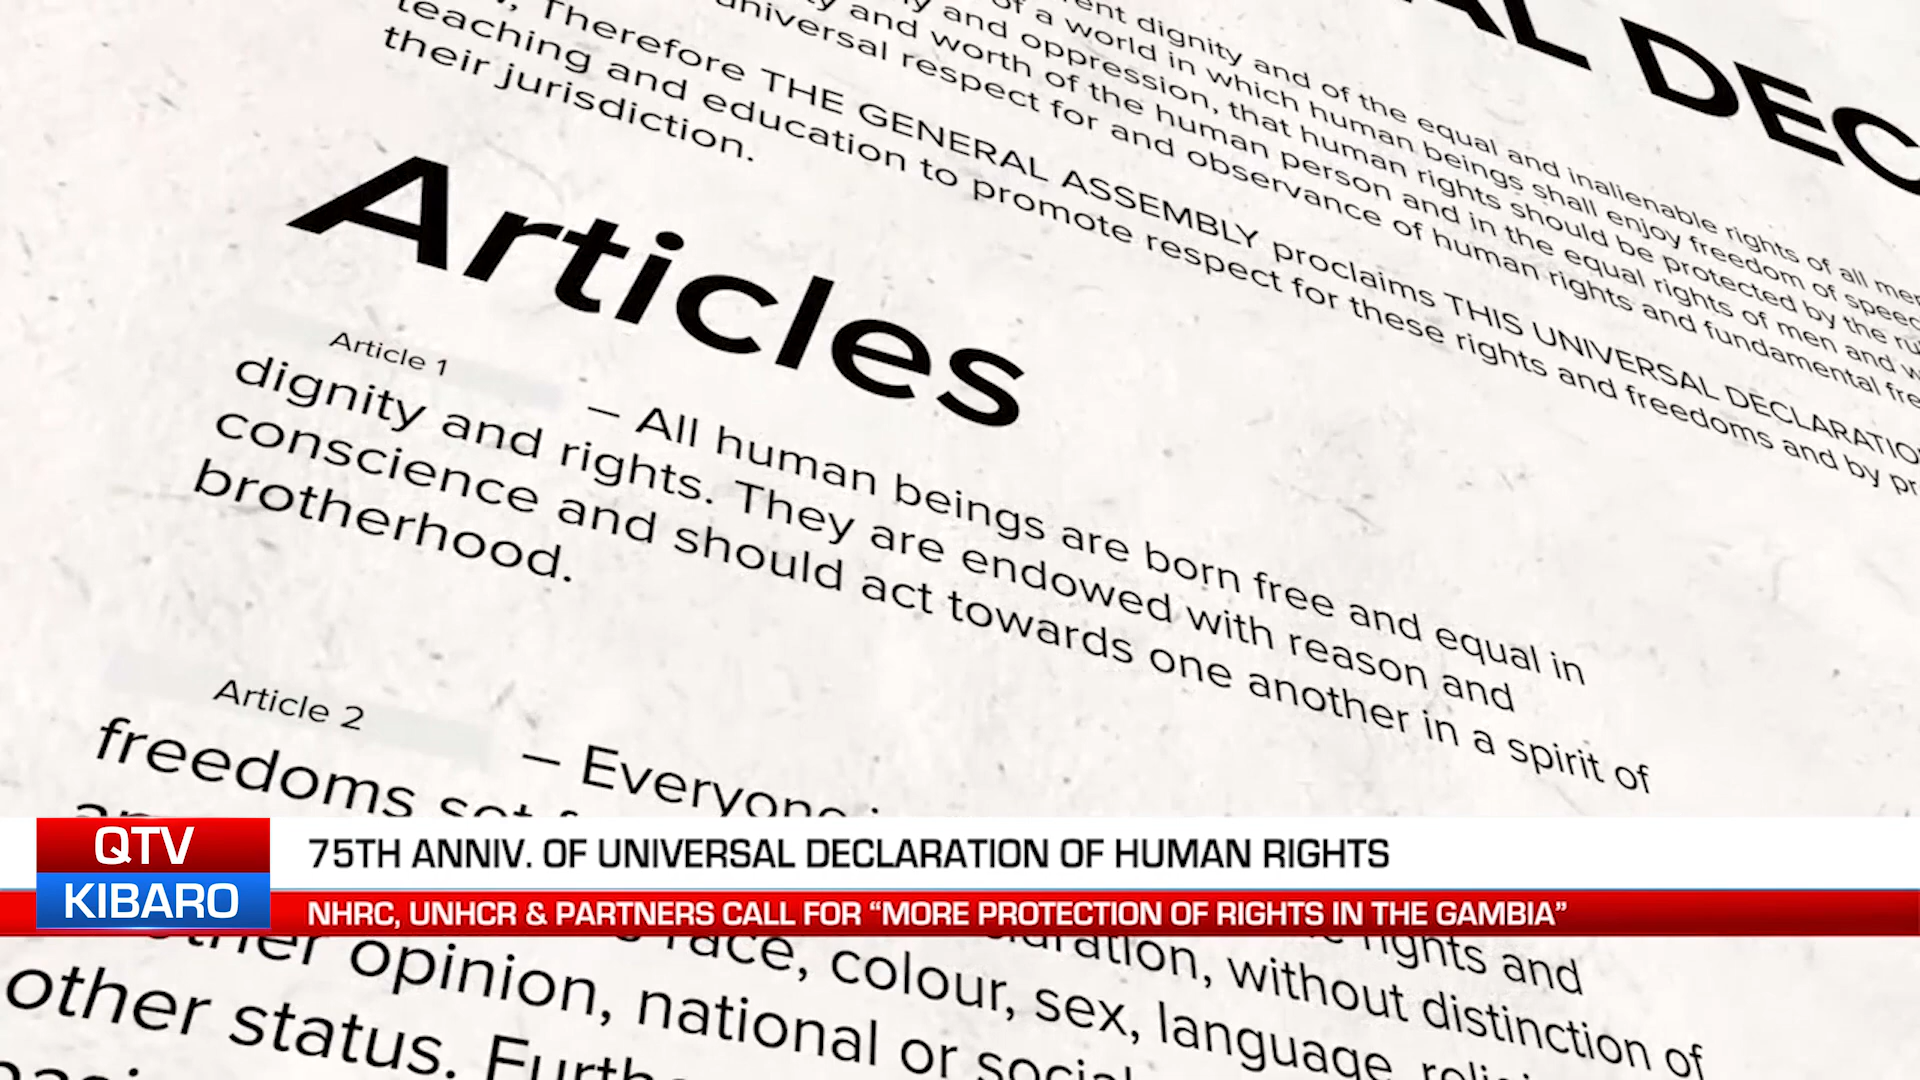 AL DEC
ent dignity and of the equal and inalienable rights of all
of a world in which human beings shall enjoy freedom of
and oppression, that human rights should be protected by the
and worth of the human person and in the equal rights of men and
universal respect for and observance of human rights and fundamental
Therefore THE GENERAL ASSEMBLY proclaims THIS UNIVERSAL DECLARATIO
teaching and education to promote respect for these rights and freedoms and by
their jurisdiction.
Articles
Article 1
– All human beings are born free and equal in
dignity and rights. They are endowed with reason and
conscience and should act towards one another in a spirit of
brotherhood.
Article 2
– Everyone
freedoms set
rights and
without distinction of
race, colour, sex, language,
opinion, national or social
other status.
QTV
KIBARO
75TH ANNIV. OF UNIVERSAL DECLARATION OF HUMAN RIGHTS
NHRC, UNHCR & PARTNERS CALL FOR “MORE PROTECTION OF RIGHTS IN THE GAMBIA”